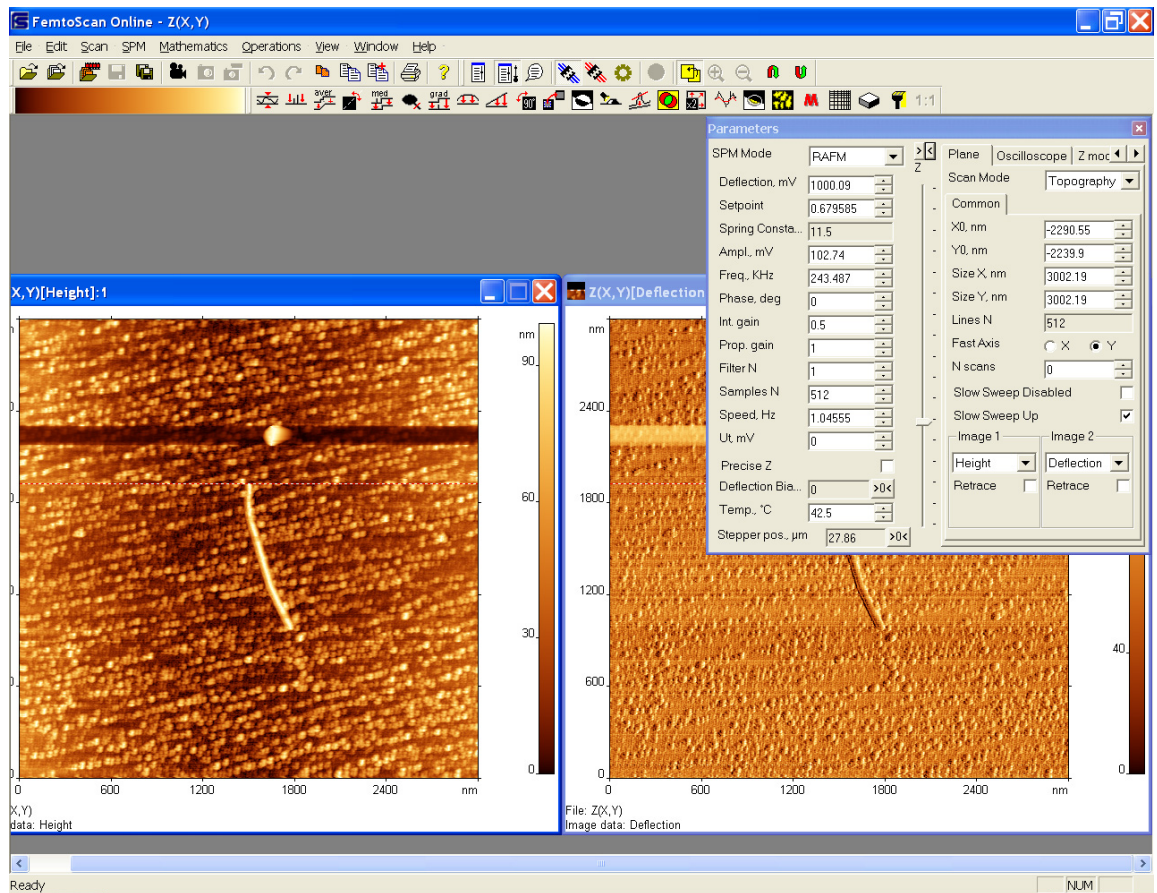 FemtoScan Online - Z(X,Y)
File Edit Scan SPM Mathematics Operations View Window Help
aver med grad 90° x2 M 1:1
Parameters
SPM Mode RAFM >< Z
Deflection, mV 1000.09
Setpoint 0.679585
Spring Consta... 11.5
Ampl., mV 102.74
Freq., KHz 243.487
Phase, deg 0
Int. gain 0.5
Prop. gain 1
Filter N 1
Samples N 512
Speed, Hz 1.04555
Ut, mV 0
Precise Z
Deflection Bia... 0 >0<
Temp., °C 42.5
Stepper pos., µm 27.86 >0<
Plane Oscilloscope Z mod
Scan Mode Topography
Common
X0, nm -2290.55
Y0, nm -2239.9
Size X, nm 3002.19
Size Y, nm 3002.19
Lines N 512
Fast Axis X Y
N scans 0
Slow Sweep Disabled
Slow Sweep Up
Image 1 Image 2
Height Deflection
Retrace Retrace
X,Y)[Height]:1
nm
90
60
30
0
0 600 1200 1800 2400 nm
X,Y)
data: Height
Z(X,Y)[Deflection
nm
2400
1800
1200
600
0
0 600 1200 1800 2400 nm
40
0
File: Z(X,Y)
Image data: Deflection
Ready NUM